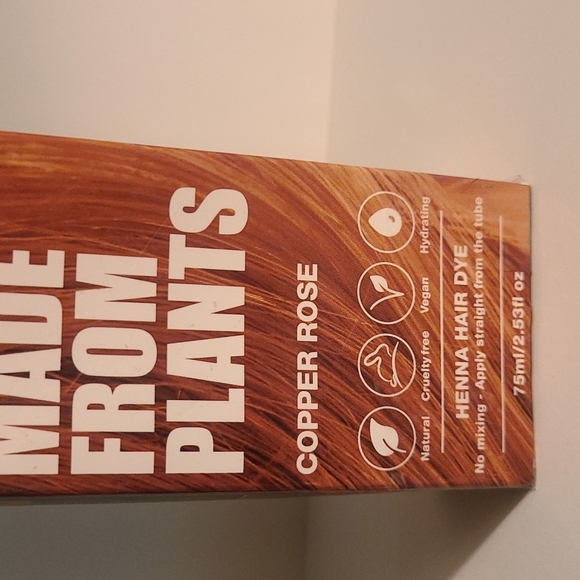 MADE
FROM
PLANTS
COPPER ROSE
Natural Cruelty free Vegan Hydrating
HENNA HAIR DYE
No mixing - Apply straight from the tube
75ml/2.53fl oz